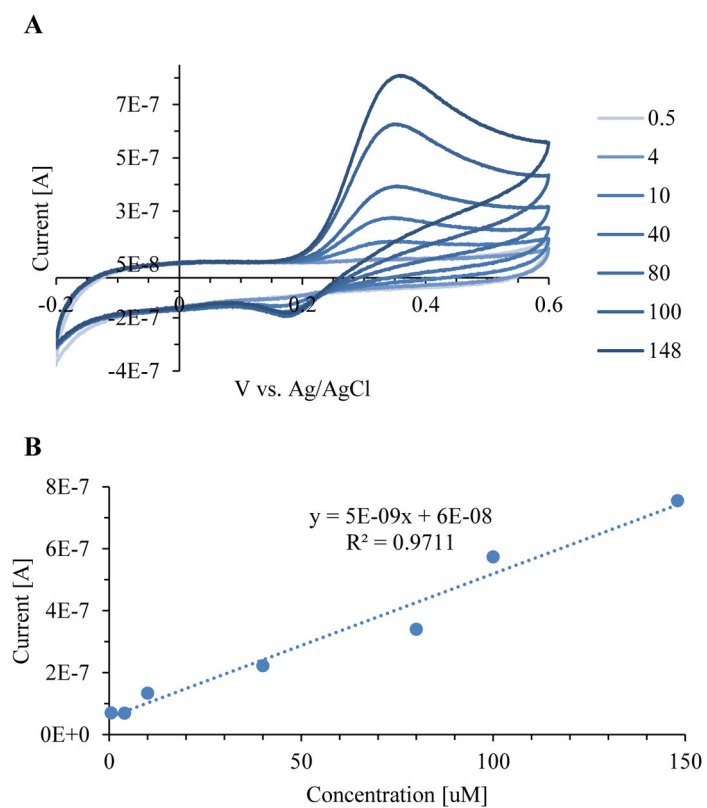 A
7E-7
5E-7
3E-7
5E-8
-2E-7
-4E-7
Current [A]
-0.2
0
0.2
0.4
0.6
V vs. Ag/AgCl
0.5
4
10
40
80
100
148
B
8E-7
6E-7
4E-7
2E-7
0E+0
Current [A]
y = 5E-09x + 6E-08
R² = 0.9711
0
50
100
150
Concentration [uM]